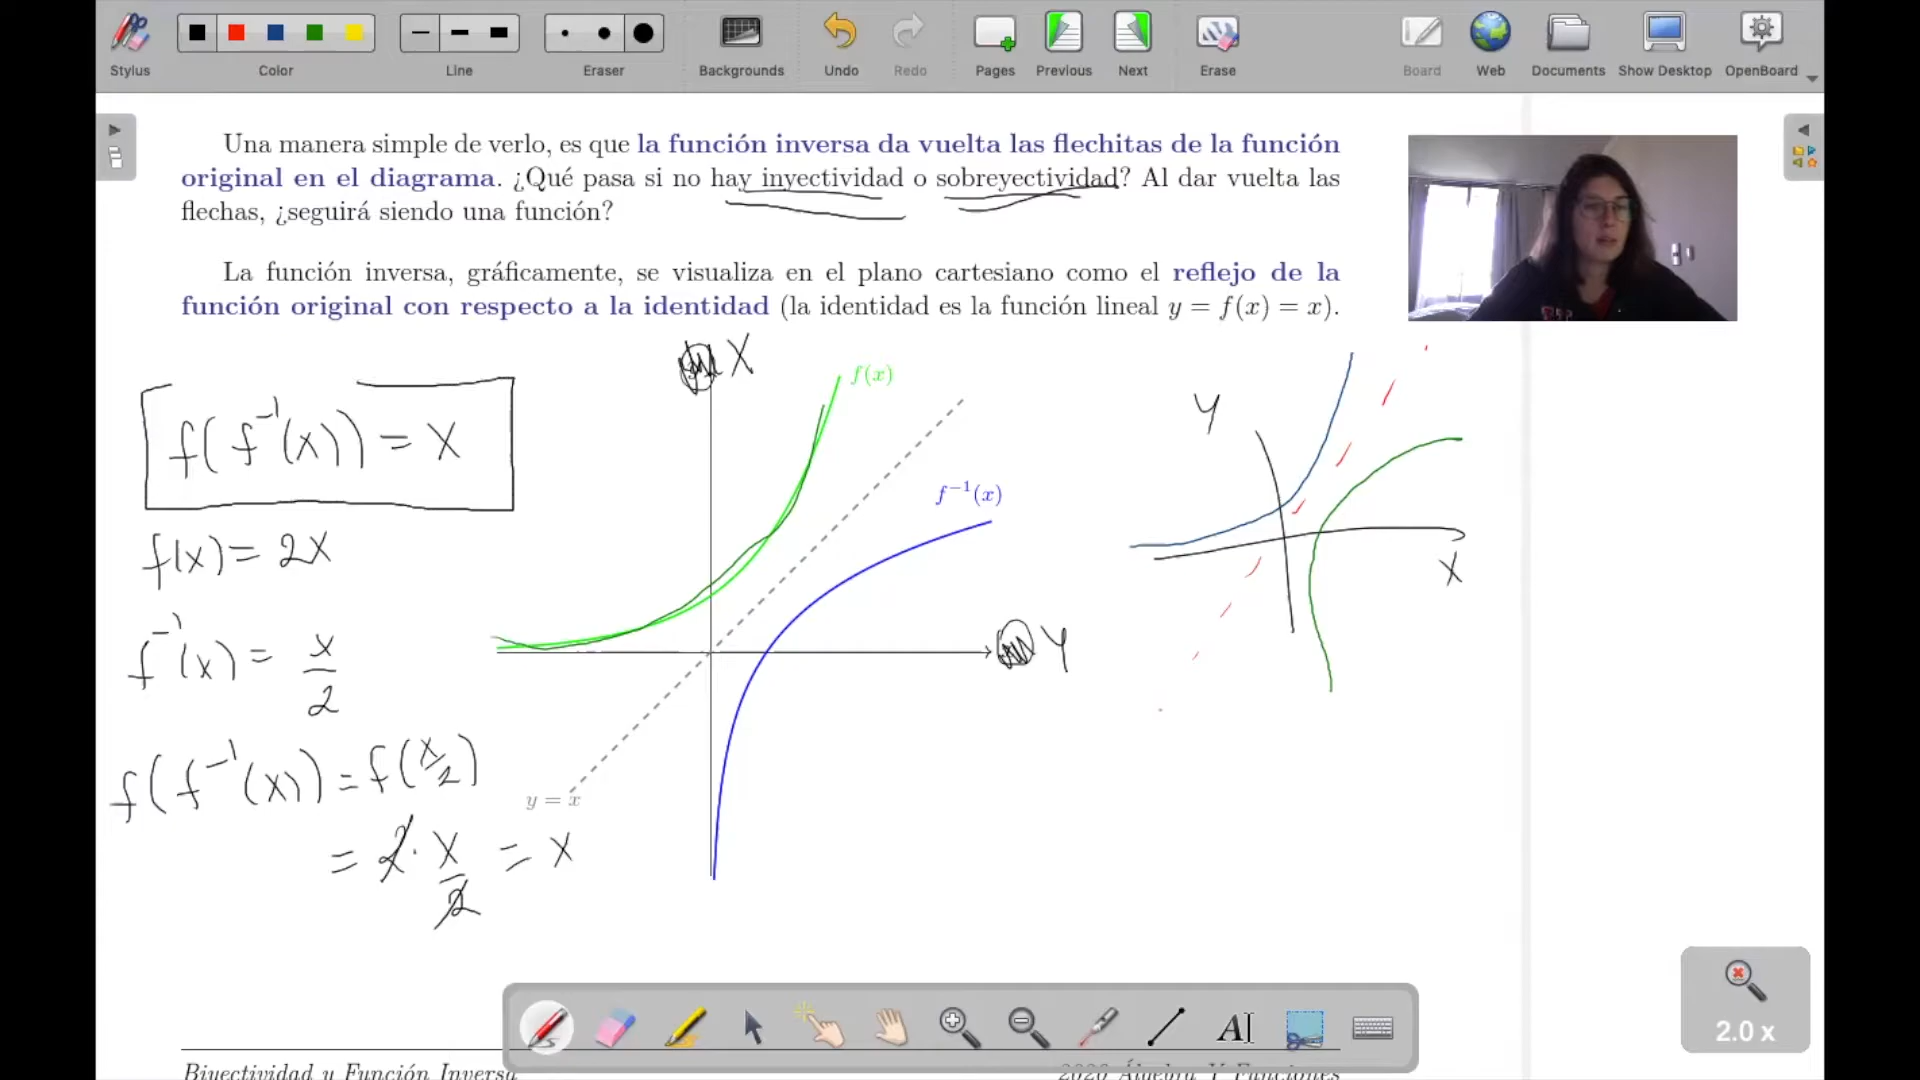 Stylus Color Line Eraser Backgrounds Undo Redo Pages Previous Next Erase Board Web Documents Show Desktop OpenBoard
Una manera simple de verlo, es que la función inversa da vuelta las flechitas de la función
original en el diagrama. ¿Qué pasa si no hay inyectividad o sobreyectividad? Al dar vuelta las
flechas, ¿seguirá siendo una función?
La función inversa, gráficamente, se visualiza en el plano cartesiano como el reflejo de la
función original con respecto a la identidad (la identidad es la función lineal y = f(x) = x).
f(f⁻¹(x)) = X
f(x) = 2X
f⁻¹(x) = x/2
f(f⁻¹(x)) = f(x/2)
= 2 · x/2 = x
X
f(x)
f⁻¹(x)
Y
y = x
Y
X
2.0 x
AI
Biyectividad y Función Inversa
2020 Álgebra Y Funciones